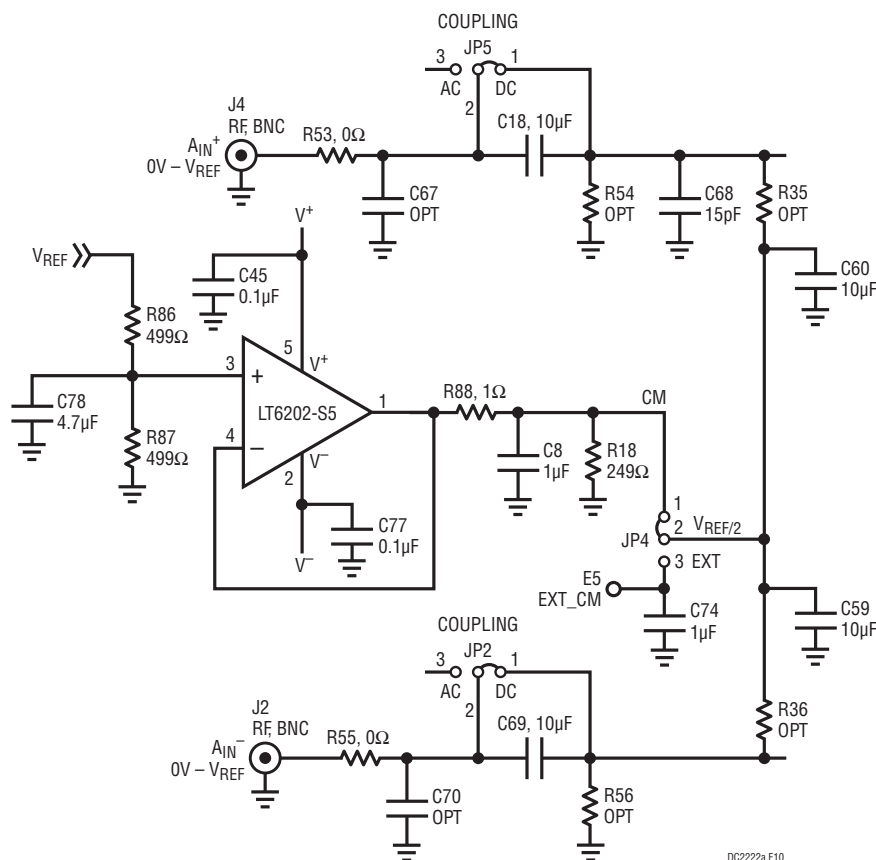 COUPLING
JP5
3
1
AC
DC
2
J4
RF, BNC
AIN+
0V – VREF
R53, 0Ω
C18, 10µF
C67
OPT
R54
OPT
C68
15pF
R35
OPT
C60
10µF
V+
VREF
C45
0.1µF
R86
499Ω
5
V+
3
+
LT6202-S5
1
R88, 1Ω
CM
C78
4.7µF
R87
499Ω
4
–
V–
2
C8
1µF
R18
249Ω
C77
0.1µF
V–
1
2
VREF/2
JP4
3 EXT
E5
EXT_CM
C74
1µF
C59
10µF
COUPLING
JP2
3
1
AC
DC
2
J2
RF, BNC
AIN–
0V – VREF
R55, 0Ω
C69, 10µF
R36
OPT
C70
OPT
R56
OPT
DC2222a F10